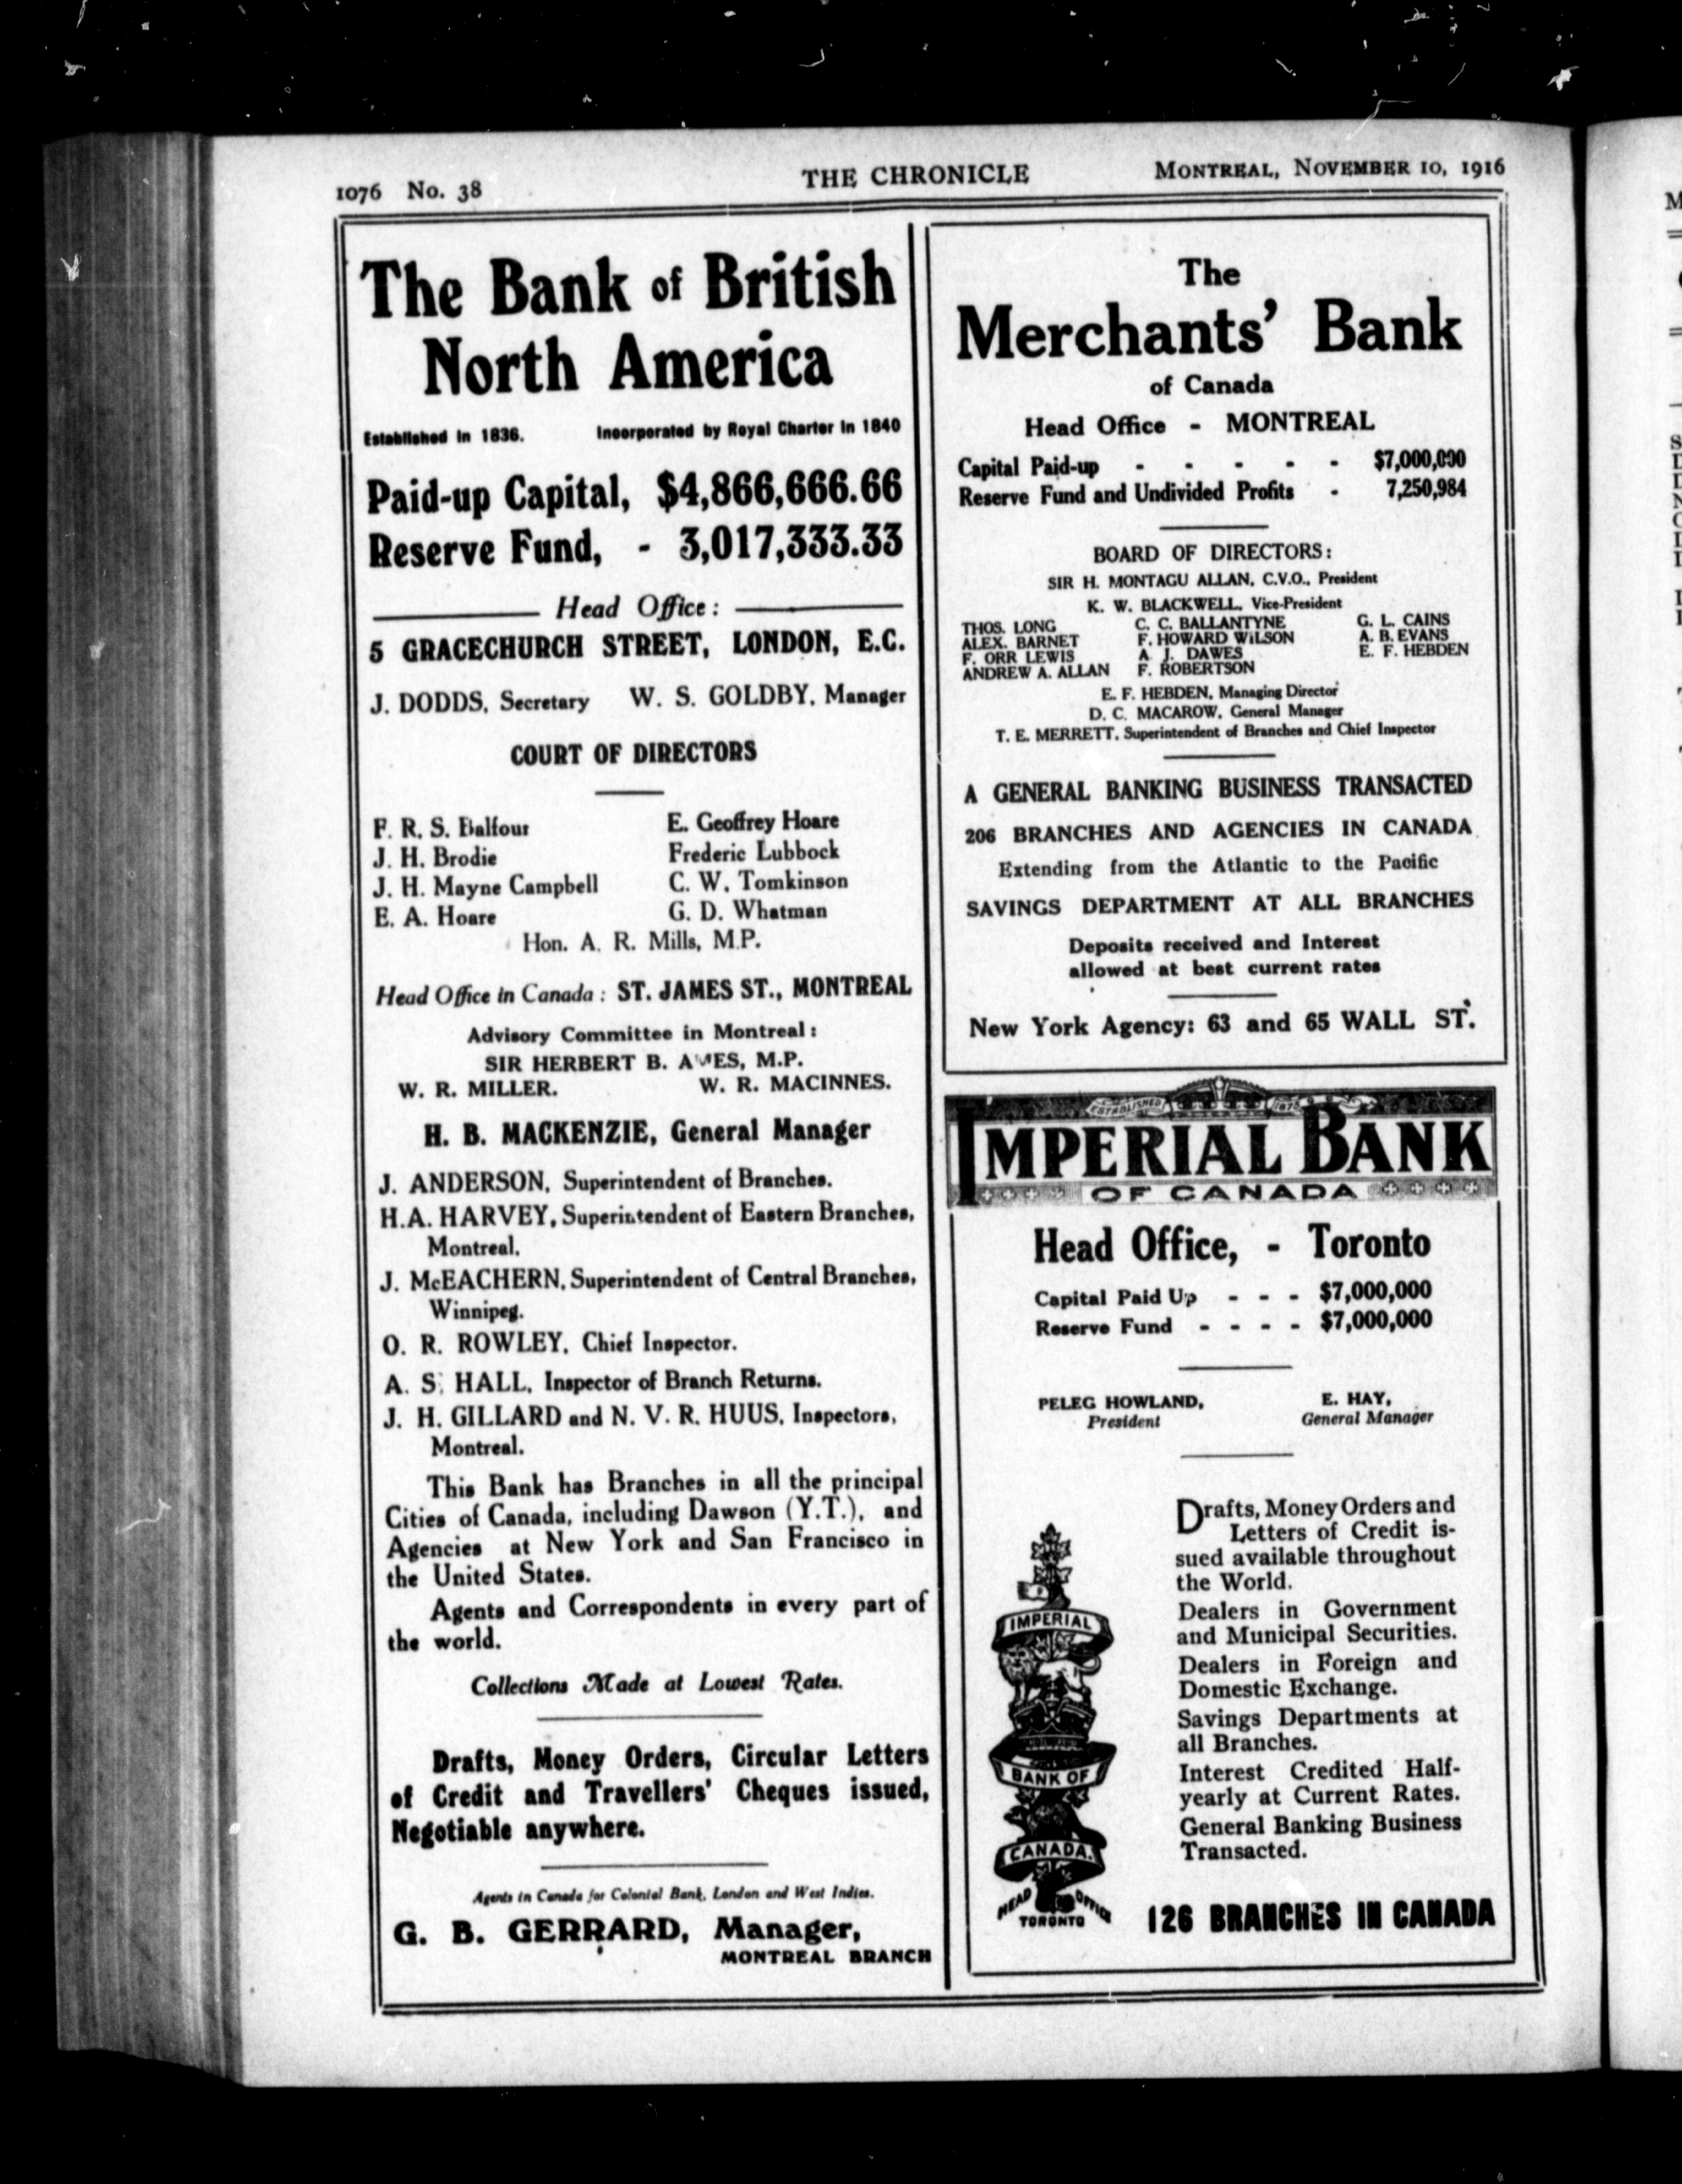 1076 No. 38
THE CHRONICLE
MONTREAL, NOVEMBER 10, 1916
The Bank of British
North America
Established in 1836. Incorporated by Royal Charter in 1840
Paid-up Capital, $4,866,666.66
Reserve Fund, - 3,017,333.33
Head Office:
5 GRACECHURCH STREET, LONDON, E.C.
J. DODDS, Secretary W. S. GOLDBY, Manager
COURT OF DIRECTORS
F. R. S. Balfour E. Geoffrey Hoare
J. H. Brodie Frederic Lubbock
J. H. Mayne Campbell C. W. Tomkinson
E. A. Hoare G. D. Whatman
Hon. A. R. Mills, M.P.
Head Office in Canada: ST. JAMES ST., MONTREAL
Advisory Committee in Montreal:
SIR HERBERT B. AMES, M.P.
W. R. MILLER. W. R. MACINNES.
H. B. MACKENZIE, General Manager
J. ANDERSON, Superintendent of Branches.
H.A. HARVEY, Superintendent of Eastern Branches,
Montreal.
J. McEACHERN, Superintendent of Central Branches,
Winnipeg.
O. R. ROWLEY, Chief Inspector.
A. S. HALL, Inspector of Branch Returns.
J. H. GILLARD and N. V. R. HUUS, Inspectors,
Montreal.
This Bank has Branches in all the principal
Cities of Canada, including Dawson (Y.T.), and
Agencies at New York and San Francisco in
the United States.
Agents and Correspondents in every part of
the world.
Collections Made at Lowest Rates.
Drafts, Money Orders, Circular Letters
of Credit and Travellers' Cheques issued,
Negotiable anywhere.
Agents in Canada for Colonial Bank, London and West Indies.
G. B. GERRARD, Manager,
MONTREAL BRANCH
The
Merchants' Bank
of Canada
Head Office - MONTREAL
Capital Paid-up - - - - - $7,000,000
Reserve Fund and Undivided Profits - 7,250,984
BOARD OF DIRECTORS:
SIR H. MONTAGU ALLAN, C.V.O., President
K. W. BLACKWELL, Vice-President
THOS. LONG C. C. BALLANTYNE G. L. CAINS
ALEX. BARNET F. HOWARD WILSON A. B. EVANS
F. ORR LEWIS A. J. DAWES E. F. HEBDEN
ANDREW A. ALLAN F. ROBERTSON
E. F. HEBDEN, Managing Director
D. C. MACAROW, General Manager
T. E. MERRETT, Superintendent of Branches and Chief Inspector
A GENERAL BANKING BUSINESS TRANSACTED
206 BRANCHES AND AGENCIES IN CANADA
Extending from the Atlantic to the Pacific
SAVINGS DEPARTMENT AT ALL BRANCHES
Deposits received and Interest
allowed at best current rates
New York Agency: 63 and 65 WALL ST.
ESTABLISHED 1875
IMPERIAL BANK
OF CANADA
Head Office, - Toronto
Capital Paid Up - - - $7,000,000
Reserve Fund - - - - $7,000,000
PELEG HOWLAND, E. HAY,
President General Manager
IMPERIAL
BANK OF
CANADA.
HEAD OFFICE
TORONTO
Drafts, Money Orders and
Letters of Credit is-
sued available throughout
the World.
Dealers in Government
and Municipal Securities.
Dealers in Foreign and
Domestic Exchange.
Savings Departments at
all Branches.
Interest Credited Half-
yearly at Current Rates.
General Banking Business
Transacted.
126 BRANCHES IN CANADA